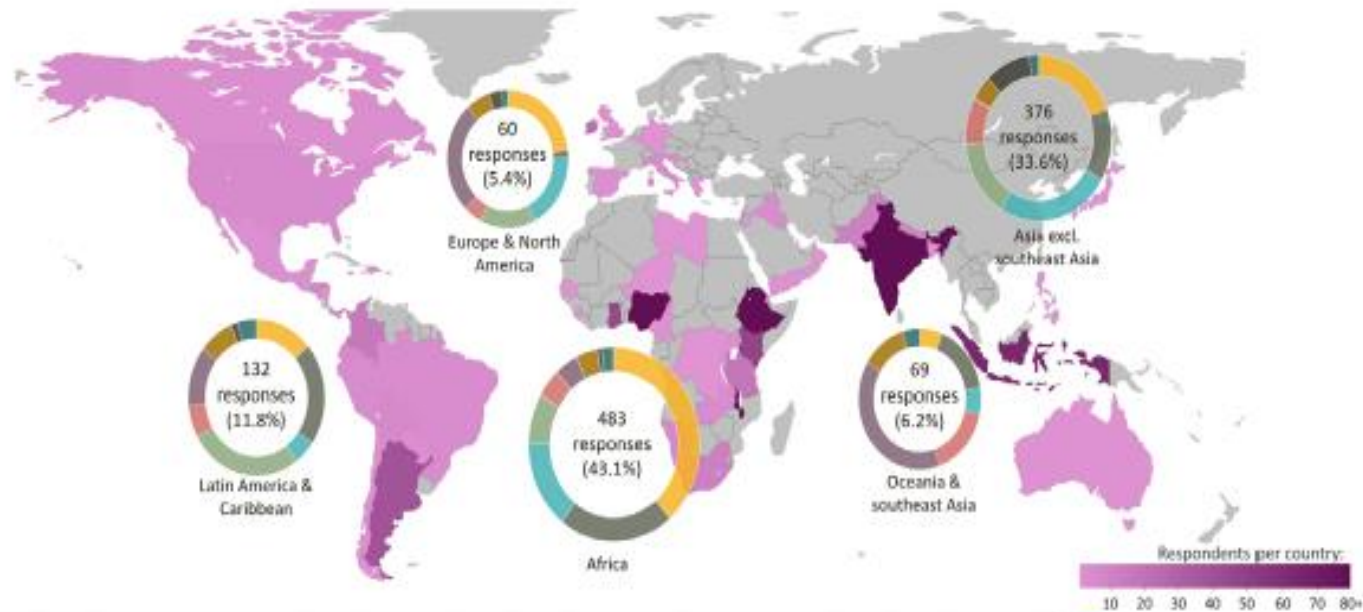 60
responses
(5.4%)
Europe & North
America
376
responses
(33.6%)
Asia excl.
southeast Asia
132
responses
(11.8%)
Latin America &
Caribbean
483
responses
(43.1%)
Africa
69
responses
(6.2%)
Oceania &
southeast Asia
Respondents per country:
10 20 30 40 50 60 70 80+